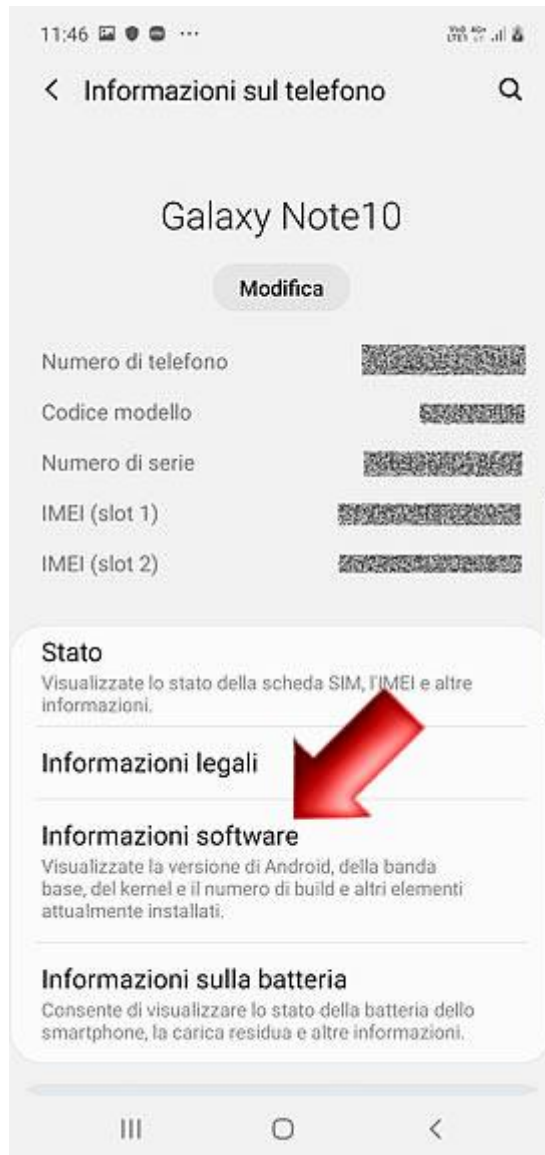 11:46
Informazioni sul telefono
Galaxy Note10
Modifica
Numero di telefono
Codice modello
Numero di serie
IMEI (slot 1)
IMEI (slot 2)
Stato
Visualizzate lo stato della scheda SIM, l'IMEI e altre
informazioni.
Informazioni legali
Informazioni software
Visualizzate la versione di Android, della banda
base, del kernel e il numero di build e altri elementi
attualmente installati.
Informazioni sulla batteria
Consente di visualizzare lo stato della batteria dello
smartphone, la carica residua e altre informazioni.